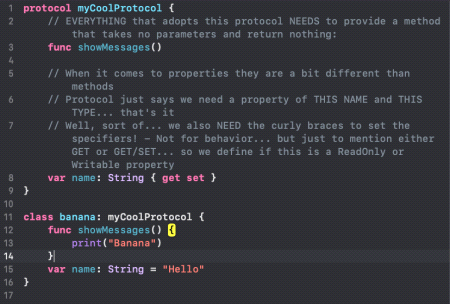 1 protocol myCoolProtocol {
2 // EVERYTHING that adopts this protocol NEEDS to provide a method
that takes no parameters and return nothing:
3 func showMessages()
4
5 // When it comes to properties they are a bit different than
methods
6 // Protocol just says we need a property of THIS NAME and THIS
TYPE... that's it
7 // Well, sort of... we also NEED the curly braces to set the
specifiers! - Not for behavior... but just to mention either
GET or GET/SET... so we define if this is a ReadOnly or
Writable property
8 var name: String { get set }
9 }
10
11 class banana: myCoolProtocol {
12 func showMessages() {
13 print("Banana")
14 }
15 var name: String = "Hello"
16 }
17